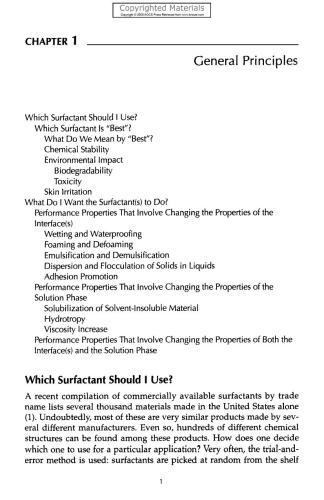 Copyrighted Materials
Copyright © 2005 AOCS Press Retrieved from www.knovel.com
CHAPTER 1
General Principles
Which Surfactant Should I Use?
Which Surfactant Is "Best"?
What Do We Mean by "Best"?
Chemical Stability
Environmental Impact
Biodegradability
Toxicity
Skin Irritation
What Do I Want the Surfactant(s) to Do?
Performance Properties That Involve Changing the Properties of the
Interface(s)
Wetting and Waterproofing
Foaming and Defoaming
Emulsification and Demulsification
Dispersion and Flocculation of Solids in Liquids
Adhesion Promotion
Performance Properties That Involve Changing the Properties of the
Solution Phase
Solubilization of Solvent-Insoluble Material
Hydrotropy
Viscosity Increase
Performance Properties That Involve Changing the Properties of Both the
Interface(s) and the Solution Phase
Which Surfactant Should I Use?
A recent compilation of commercially available surfactants by trade
name lists several thousand materials made in the United States alone
(1). Undoubtedly, most of these are very similar products made by sev-
eral different manufacturers. Even so, hundreds of different chemical
structures can be found among these products. How does one decide
which one to use for a particular application? Very often, the trial-and-
error method is used: surfactants are picked at random from the shelf
1